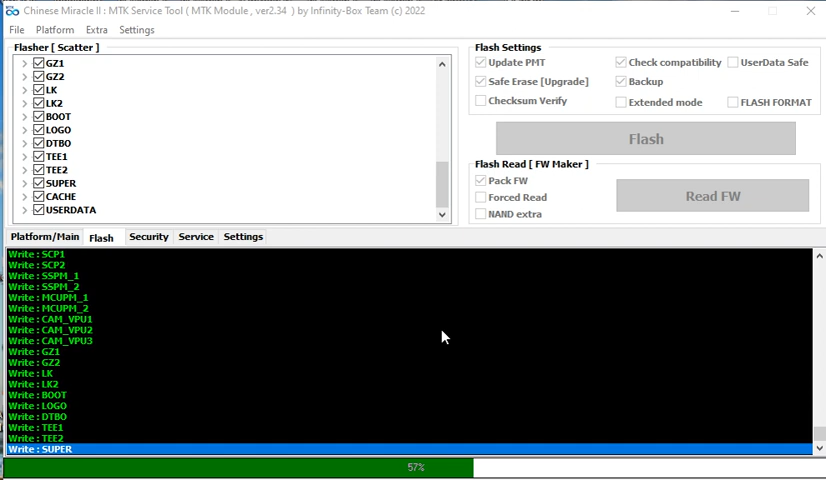 Chinese Miracle II : MTK Service Tool ( MTK Module , ver2.34 ) by Infinity-Box Team (c) 2022
File Platform Extra Settings
Flasher [ Scatter ]
GZ1
GZ2
LK
LK2
BOOT
LOGO
DTBO
TEE1
TEE2
SUPER
CACHE
USERDATA
Flash Settings
Update PMT Check compatibility UserData Safe
Safe Erase [Upgrade] Backup
Checksum Verify Extended mode FLASH FORMAT
Flash
Flash Read [ FW Maker ]
Pack FW
Forced Read
NAND extra
Read FW
Platform/Main Flash Security Service Settings
Write : SCP1
Write : SCP2
Write : SSPM_1
Write : SSPM_2
Write : MCUPM_1
Write : MCUPM_2
Write : CAM_VPU1
Write : CAM_VPU2
Write : CAM_VPU3
Write : GZ1
Write : GZ2
Write : LK
Write : LK2
Write : BOOT
Write : LOGO
Write : DTBO
Write : TEE1
Write : TEE2
Write : SUPER
57%